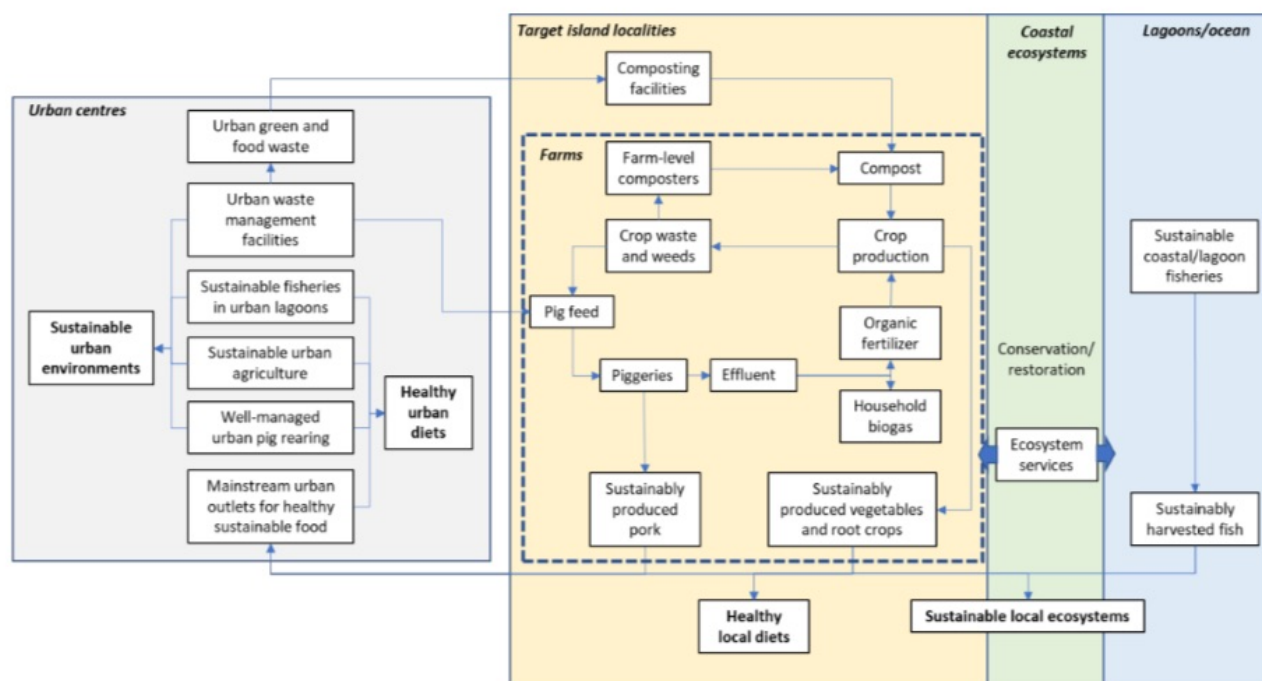 Target island localities
Coastal
ecosystems
Lagoons/ocean
Urban centres
Composting
facilities
Urban green and
food waste
Farms
Farm-level
composters
Compost
Urban waste
management
facilities
Crop waste
and weeds
Crop
production
Sustainable
coastal/lagoon
fisheries
Sustainable fisheries
in urban lagoons
Pig feed
Organic
fertilizer
Sustainable
urban
environments
Sustainable urban
agriculture
Conservation/
restoration
Piggeries
Effluent
Healthy
urban
diets
Well-managed
urban pig rearing
Household
biogas
Ecosystem
services
Mainstream urban
outlets for healthy
sustainable food
Sustainably
produced
pork
Sustainably
produced vegetables
and root crops
Sustainably
harvested fish
Healthy
local diets
Sustainable local ecosystems